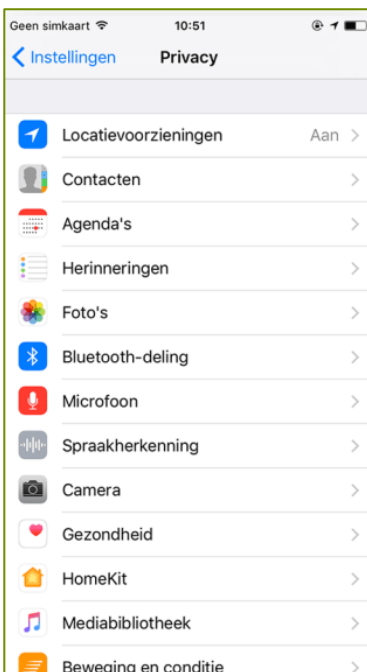 Geen simkaart 10:51
Instellingen Privacy
Locatievoorzieningen Aan
Contacten
Agenda's
Herinneringen
Foto's
Bluetooth-deling
Microfoon
Spraakherkenning
Camera
Gezondheid
HomeKit
Mediabibliotheek
Beweging en conditie